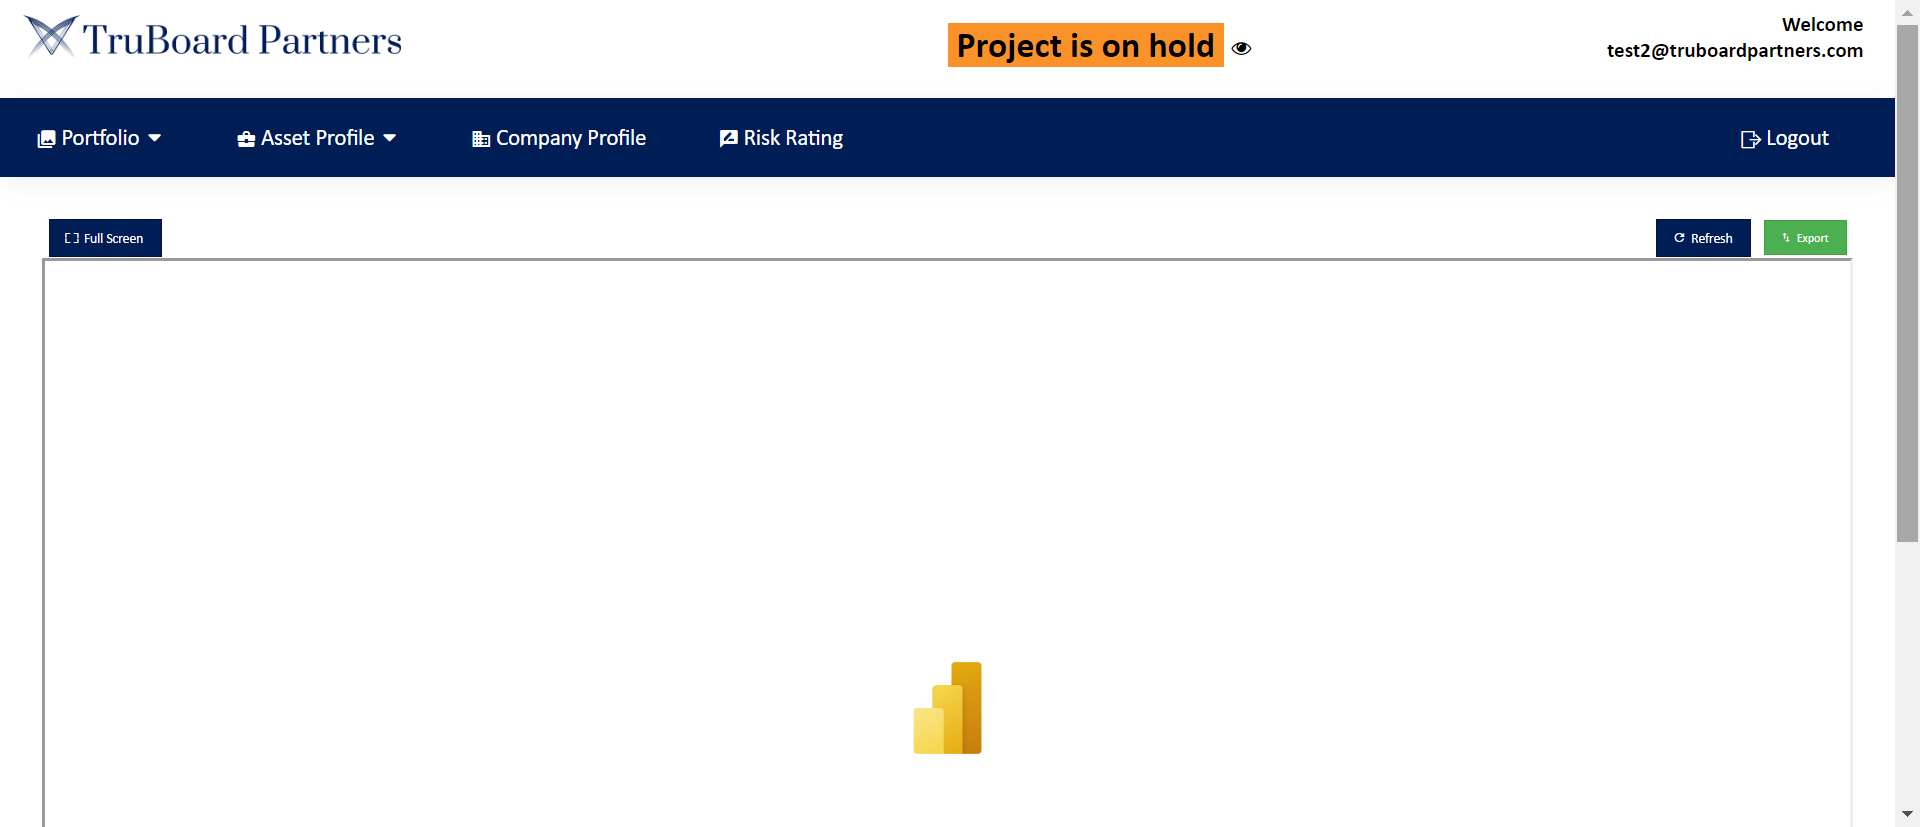 TruBoard Partners
Project is on hold
Welcome
test2@truboardpartners.com
Portfolio
Asset Profile
Company Profile
Risk Rating
Logout
Full Screen
Refresh
Export